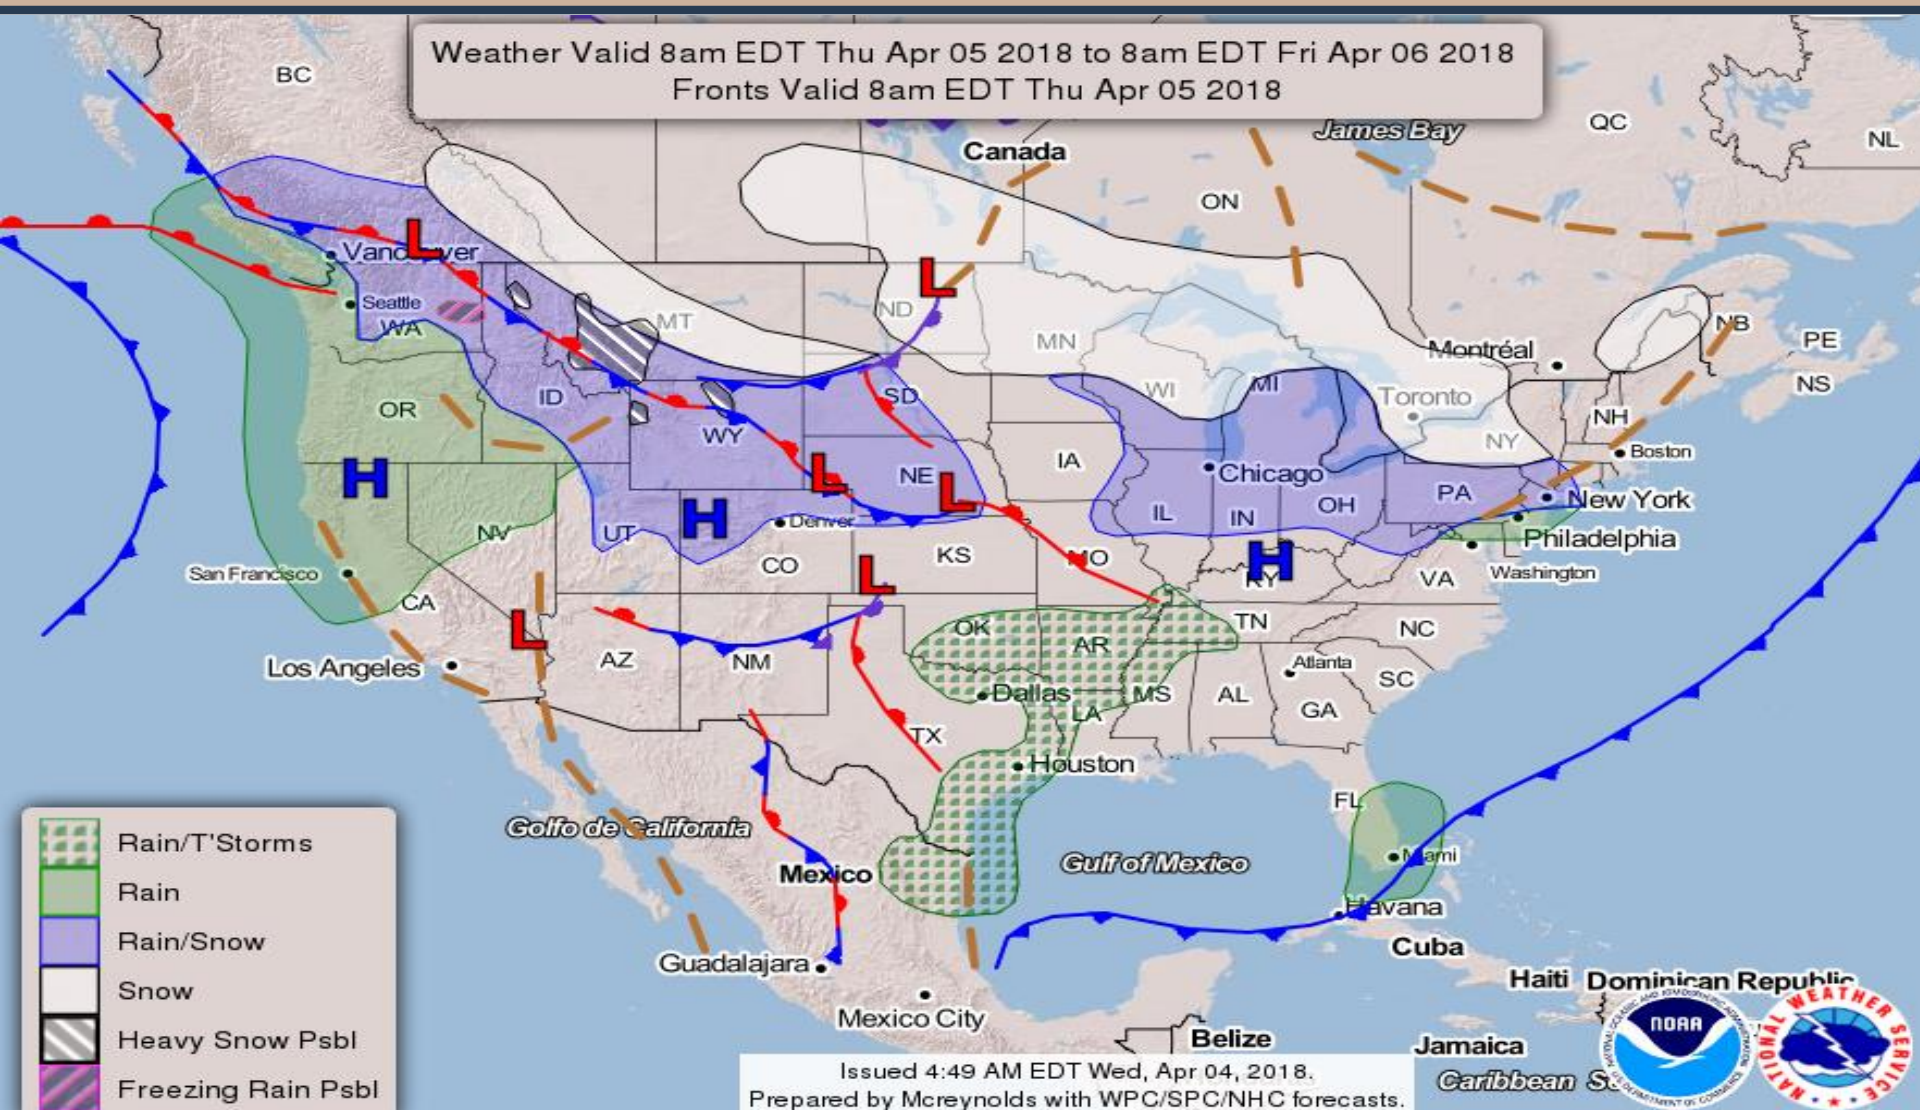 Weather Valid 8am EDT Thu Apr 05 2018 to 8am EDT Fri Apr 06 2018
Fronts Valid 8am EDT Thu Apr 05 2018
BC
James Bay
QC
NL
Canada
ON
L
Vancouver
L
Seattle
WA
MT
ND
MN
Montréal
NB
PE
NS
OR
ID
SD
WI
MI
Toronto
NH
WY
NY
Boston
H
L
NE
L
IA
Chicago
PA
New York
NV
UT
H
Denver
IL
IN
OH
Philadelphia
San Francisco
CO
KS
MO
H
KY
VA
Washington
CA
L
L
OK
TN
NC
Los Angeles
AZ
NM
AR
Atlanta
SC
Dallas
MS
AL
GA
LA
TX
Houston
FL
Golfo de California
Mexico
Gulf of Mexico
Miami
Havana
Cuba
Guadalajara
Haiti
Dominican Republic
Mexico City
Belize
Jamaica
Caribbean
Rain/T'Storms
Rain
Rain/Snow
Snow
Heavy Snow Psbl
Freezing Rain Psbl
Issued 4:49 AM EDT Wed, Apr 04, 2018.
Prepared by Mcreynolds with WPC/SPC/NHC forecasts.
NOAA
NATIONAL WEATHER SERVICE